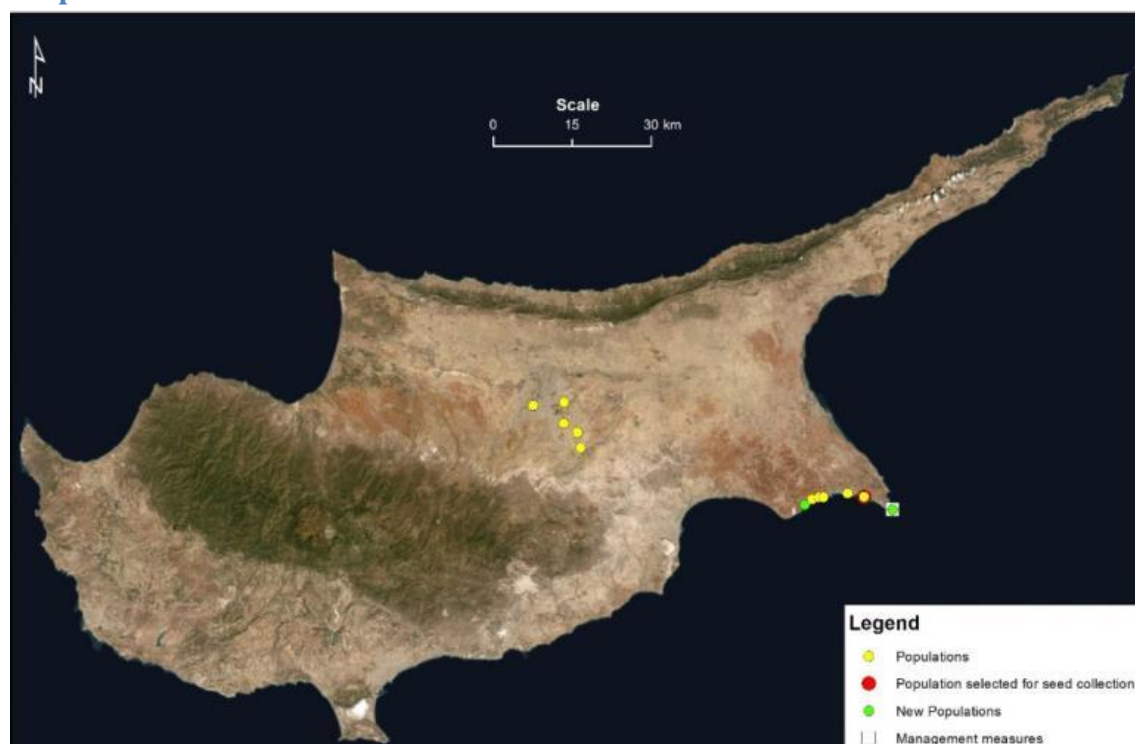 N
Scale
0 15 30 km
Legend
Populations
Population selected for seed collection
New Populations
Management measures